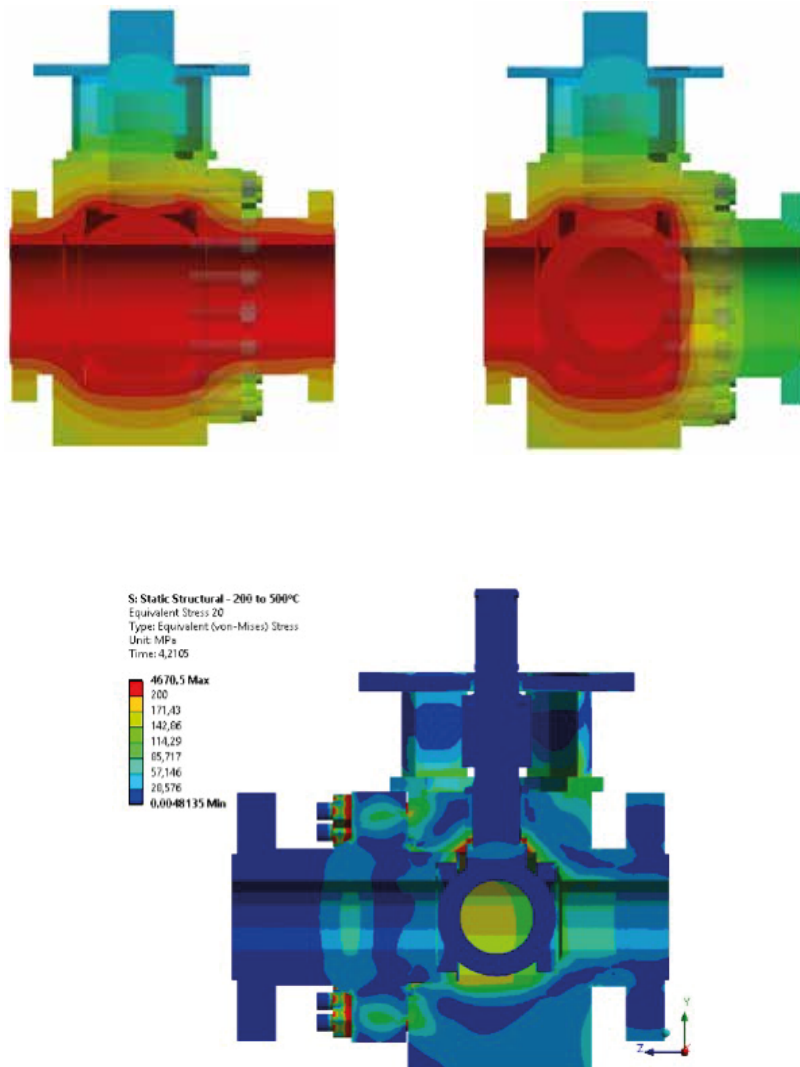 S: Static Structural - 200 to 500ºC
Equivalent Stress 20
Type: Equivalent (von-Mises) Stress
Unit: MPa
Time: 4,2105
4670,5 Max
200
171,43
142,86
114,29
85,717
57,146
28,576
0.0048135 Min
Y
Z